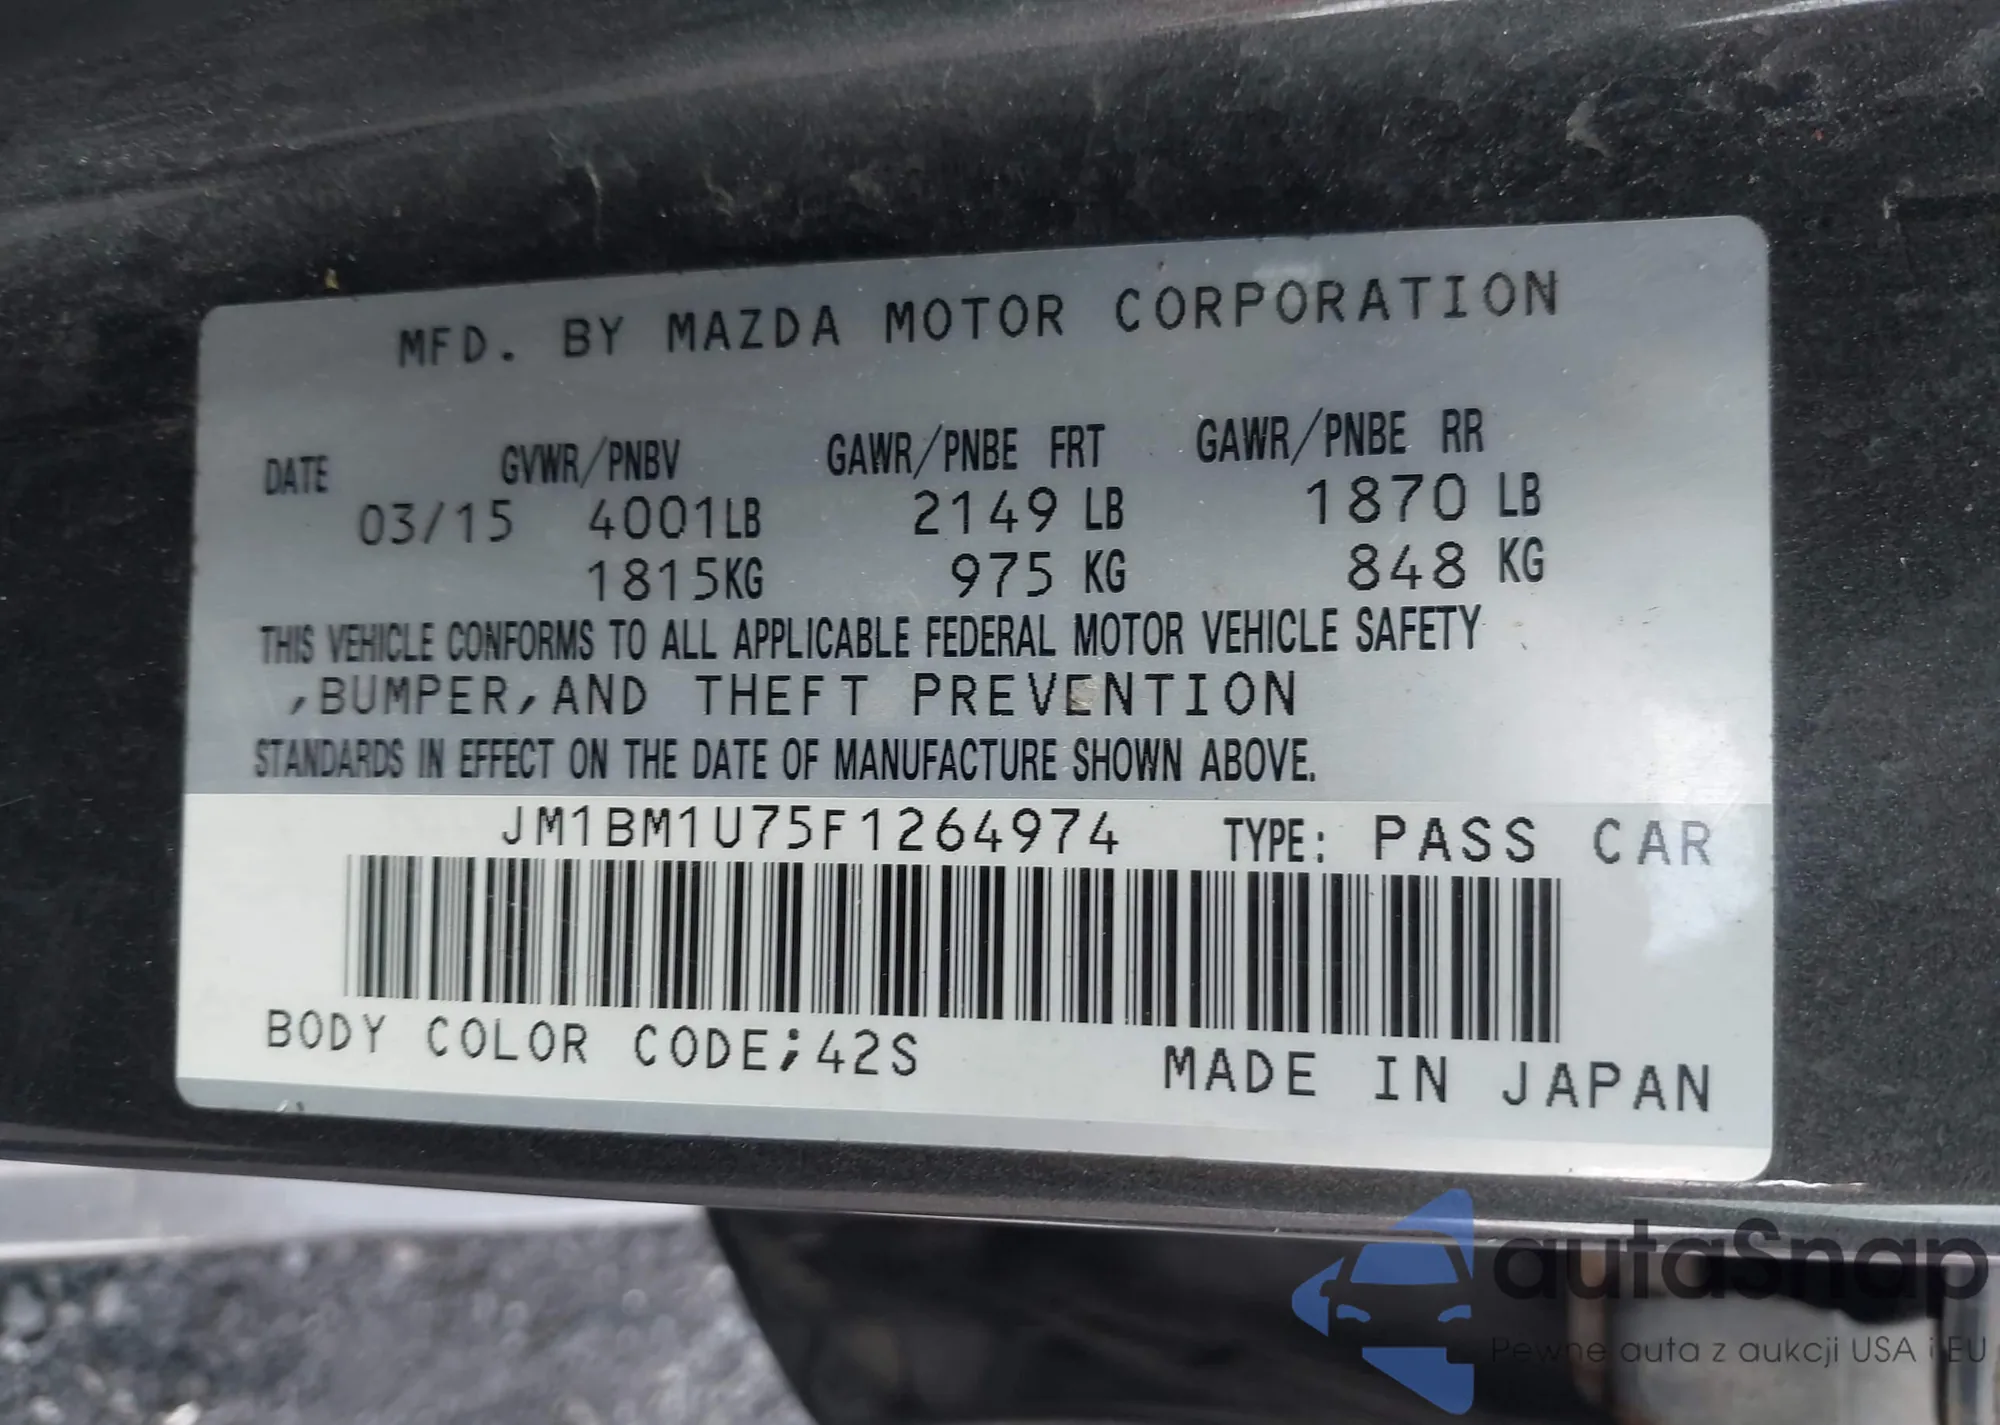 MFD. BY MAZDA MOTOR CORPORATION
DATE GVWR/PNBV GAWR/PNBE FRT GAWR/PNBE RR
03/15 4001LB 2149 LB 1870 LB
1815KG 975 KG 848 KG
THIS VEHICLE CONFORMS TO ALL APPLICABLE FEDERAL MOTOR VEHICLE SAFETY
,BUMPER,AND THEFT PREVENTION
STANDARDS IN EFFECT ON THE DATE OF MANUFACTURE SHOWN ABOVE.
JM1BM1U75F1264974 TYPE: PASS CAR
BODY COLOR CODE;42S MADE IN JAPAN
autaSnap
Pewne auta z aukcji USA i EU